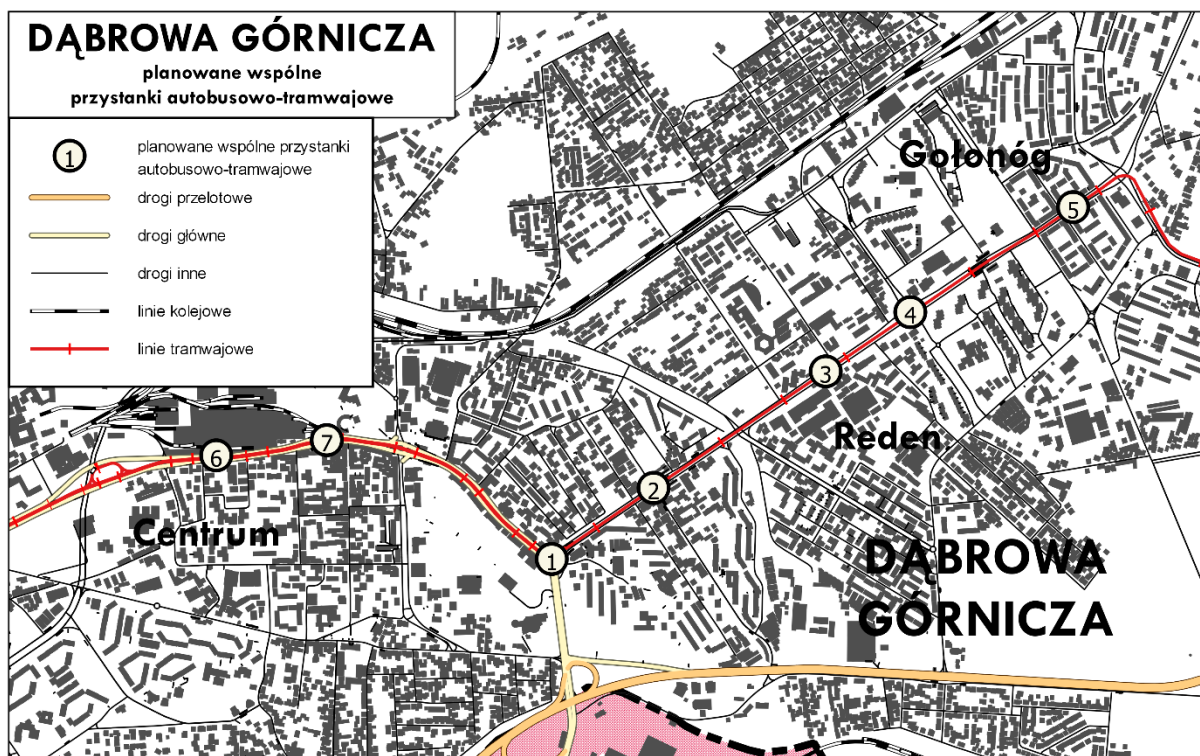 DĄBROWA GÓRNICZA
planowane wspólne
przystanki autobusowo-tramwajowe
1
planowane wspólne przystanki
autobusowo-tramwajowe
drogi przelotowe
drogi główne
drogi inne
linie kolejowe
linie tramwajowe
Gołonóg
5
4
3
Reden
7
6
2
Centrum
1
DĄBROWA
GÓRNICZA